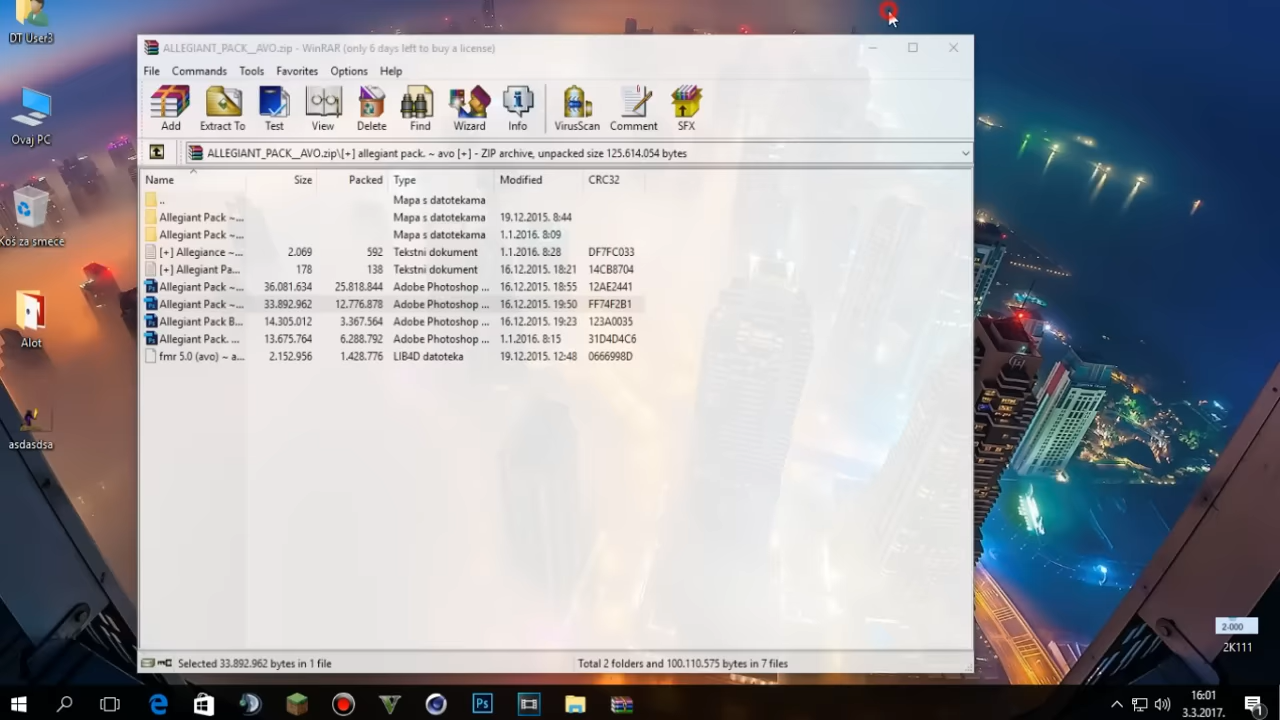 DT User3
Ovaj PC
Koš za smeće
Alot
asdasdsa
2-000
2K111
ALLEGIANT_PACK__AVO.zip - WinRAR (only 6 days left to buy a license)
File Commands Tools Favorites Options Help
Add Extract To Test View Delete Find Wizard Info VirusScan Comment SFX
ALLEGIANT_PACK__AVO.zip\[+] allegiant pack. ~ avo [+] - ZIP archive, unpacked size 125.614.054 bytes
Name Size Packed Type Modified CRC32
.. Mapa s datotekama
Allegiant Pack ~... Mapa s datotekama 19.12.2015. 8:44
Allegiant Pack ~... Mapa s datotekama 1.1.2016. 8:09
[+] Allegiance ~... 2.069 592 Tekstni dokument 1.1.2016. 8:28 DF7FC033
[+] Allegiant Pa... 178 138 Tekstni dokument 16.12.2015. 18:21 14CB8704
Allegiant Pack ~... 36.081.634 25.818.844 Adobe Photoshop ... 16.12.2015. 18:55 12AE2441
Allegiant Pack ~... 33.892.962 12.776.878 Adobe Photoshop ... 16.12.2015. 19:50 FF74F2B1
Allegiant Pack B... 14.305.012 3.367.564 Adobe Photoshop ... 16.12.2015. 19:23 123A0035
Allegiant Pack. ... 13.675.764 6.288.792 Adobe Photoshop ... 1.1.2016. 8:15 31D4D4C6
fmr 5.0 (avo) ~ a... 2.152.956 1.428.776 LIB4D datoteka 19.12.2015. 12:48 0666998D
Selected 33.892.962 bytes in 1 file Total 2 folders and 100.110.575 bytes in 7 files
Ps
16:01
3.3.2017.
1